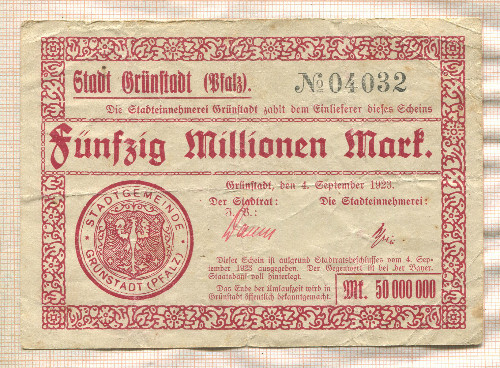 Stadt Grünstadt (Pfalz).
№ 04032
Die Stadteinnehmerei Grünstadt zahlt dem Einlieferer dieses Scheins
Fünfzig Millionen Mark.
Grünstadt, den 4. September 1923.
Der Stadtrat: Die Stadteinnehmerei:
J. V.:
Dieser Schein ist aufgrund Stadtratsbeschlusses vom 4. Sep-
tember 1923 ausgegeben. Der Gegenwert ist bei der Bayer.
Staatsbank voll hinterlegt.
Das Ende der Umlaufzeit wird in
Grünstadt öffentlich bekanntgemacht.
Mk. 50 000 000
STADTGEMEINDE
GRÜNSTADT (PFALZ)